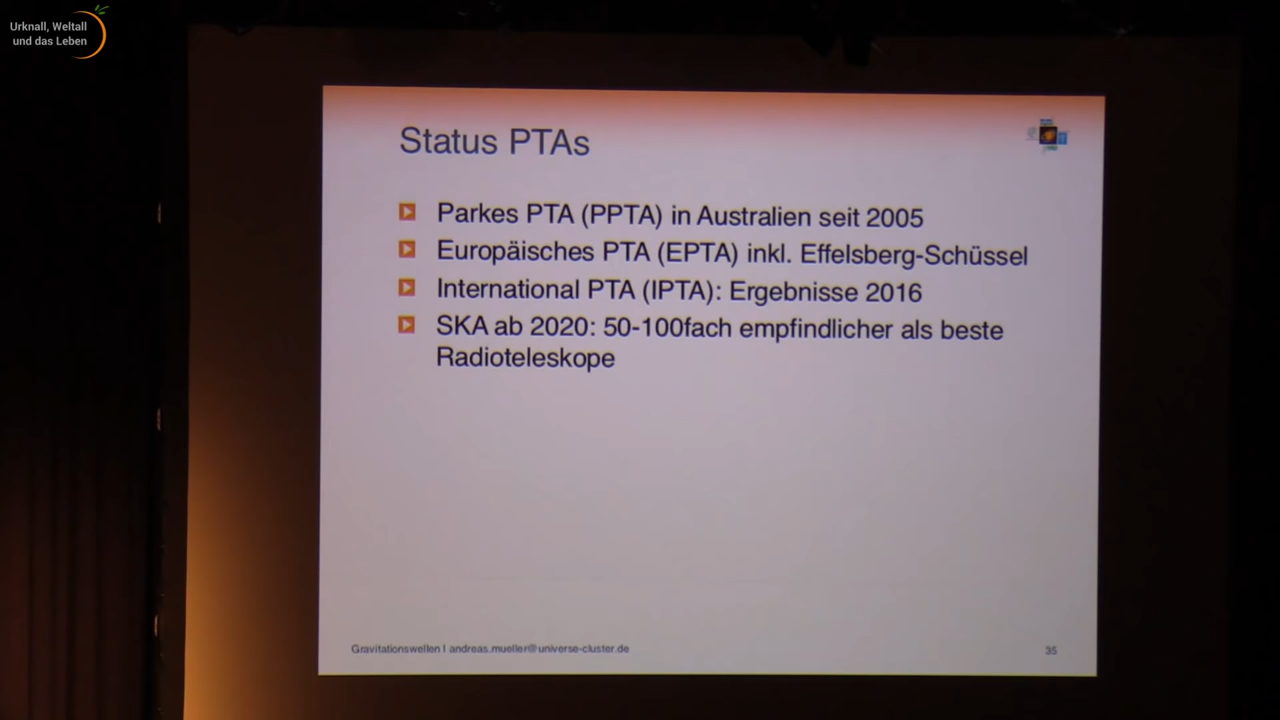 Urknall, Weltall
und das Leben
Status PTAs
Parkes PTA (PPTA) in Australien seit 2005
Europäisches PTA (EPTA) inkl. Effelsberg-Schüssel
International PTA (IPTA): Ergebnisse 2016
SKA ab 2020: 50-100fach empfindlicher als beste
Radioteleskope
Gravitationswellen I andreas.mueller@universe-cluster.de
35